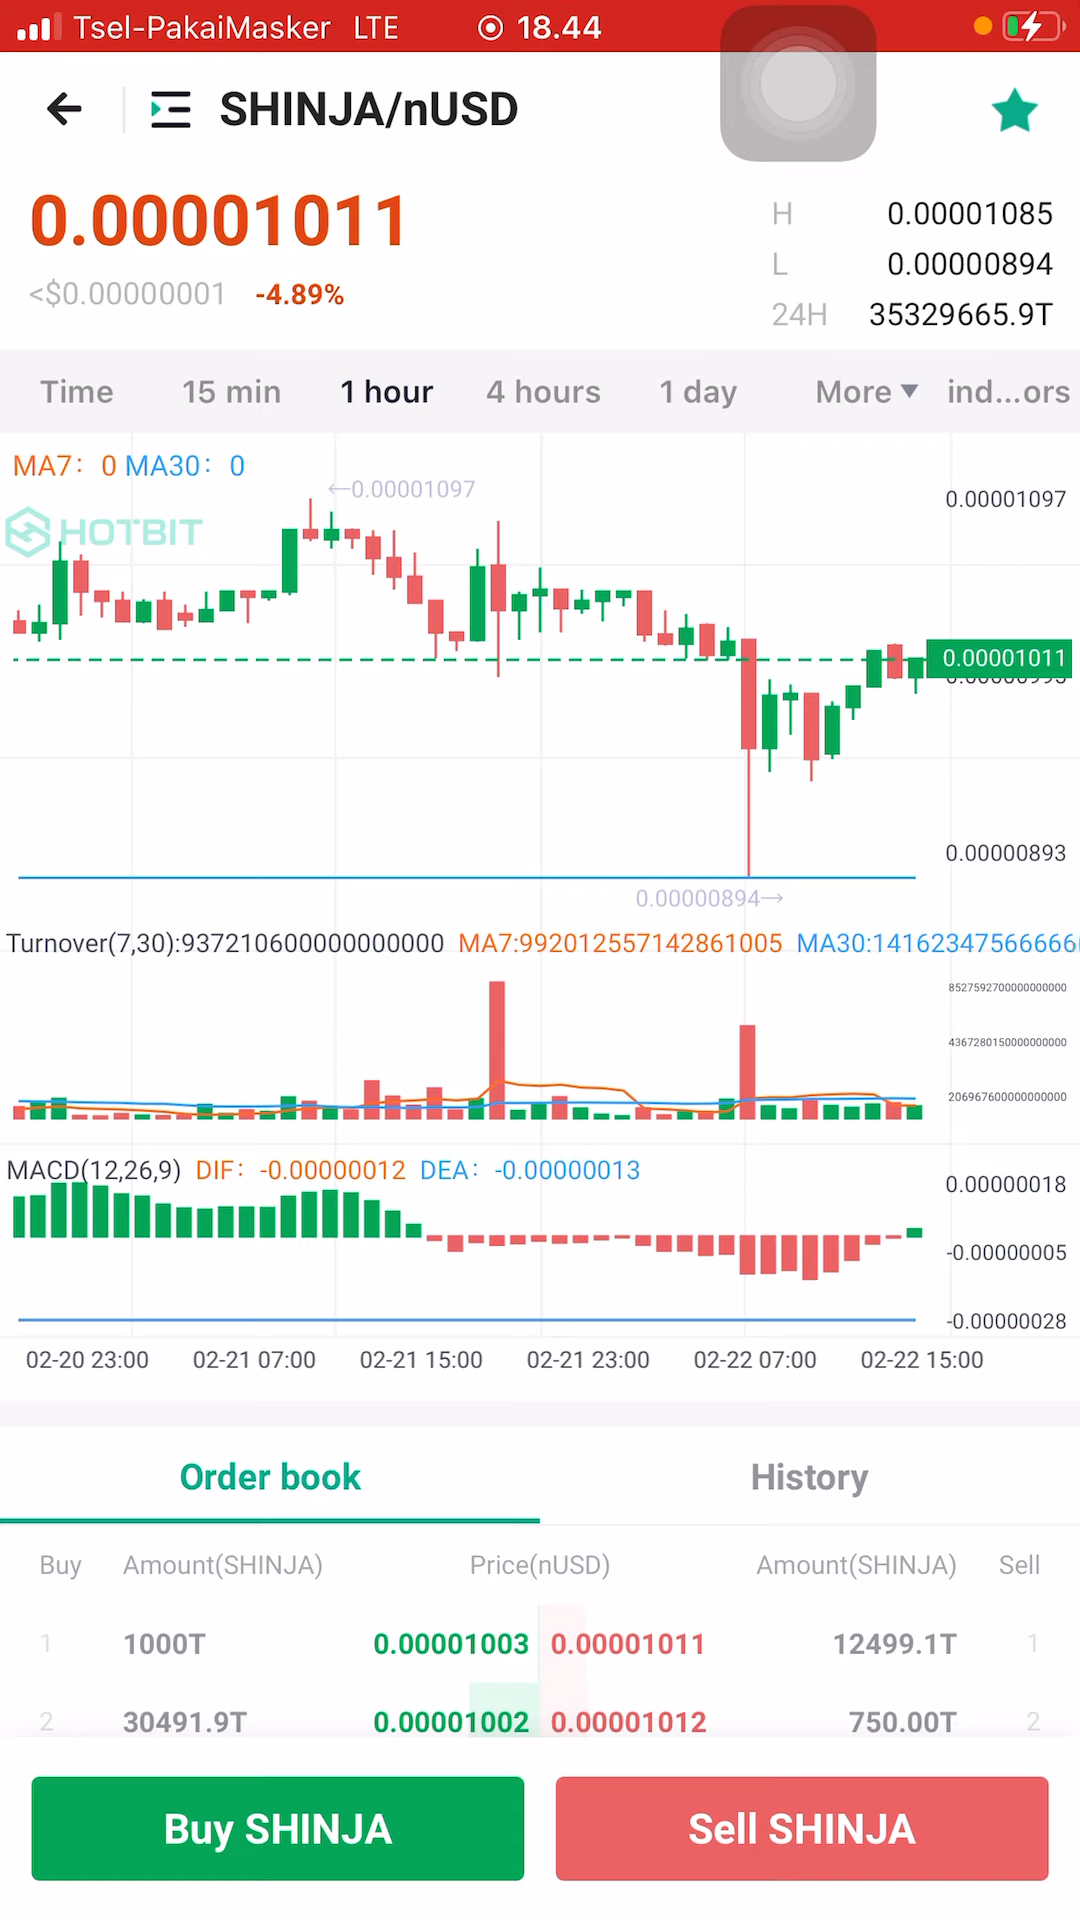 Tsel-PakaiMasker LTE 18.44
SHINJA/nUSD
0.00001011
<$0.00000001 -4.89%
H 0.00001085
L 0.00000894
24H 35329665.9T
Time 15 min 1 hour 4 hours 1 day More ind...ors
MA7: 0 MA30: 0
←0.00001097
0.00001097
HOTBIT
0.00001011
0.00000893
0.00000894→
Turnover(7,30):937210600000000000 MA7:992012557142861005 MA30:14162347566666
8527592700000000000
4367280150000000000
206967600000000000
MACD(12,26,9) DIF: -0.00000012 DEA: -0.00000013
0.00000018
-0.00000005
-0.00000028
02-20 23:00 02-21 07:00 02-21 15:00 02-21 23:00 02-22 07:00 02-22 15:00
Order book History
Buy Amount(SHINJA) Price(nUSD) Amount(SHINJA) Sell
1 1000T 0.00001003 0.00001011 12499.1T 1
2 30491.9T 0.00001002 0.00001012 750.00T 2
Buy SHINJA Sell SHINJA